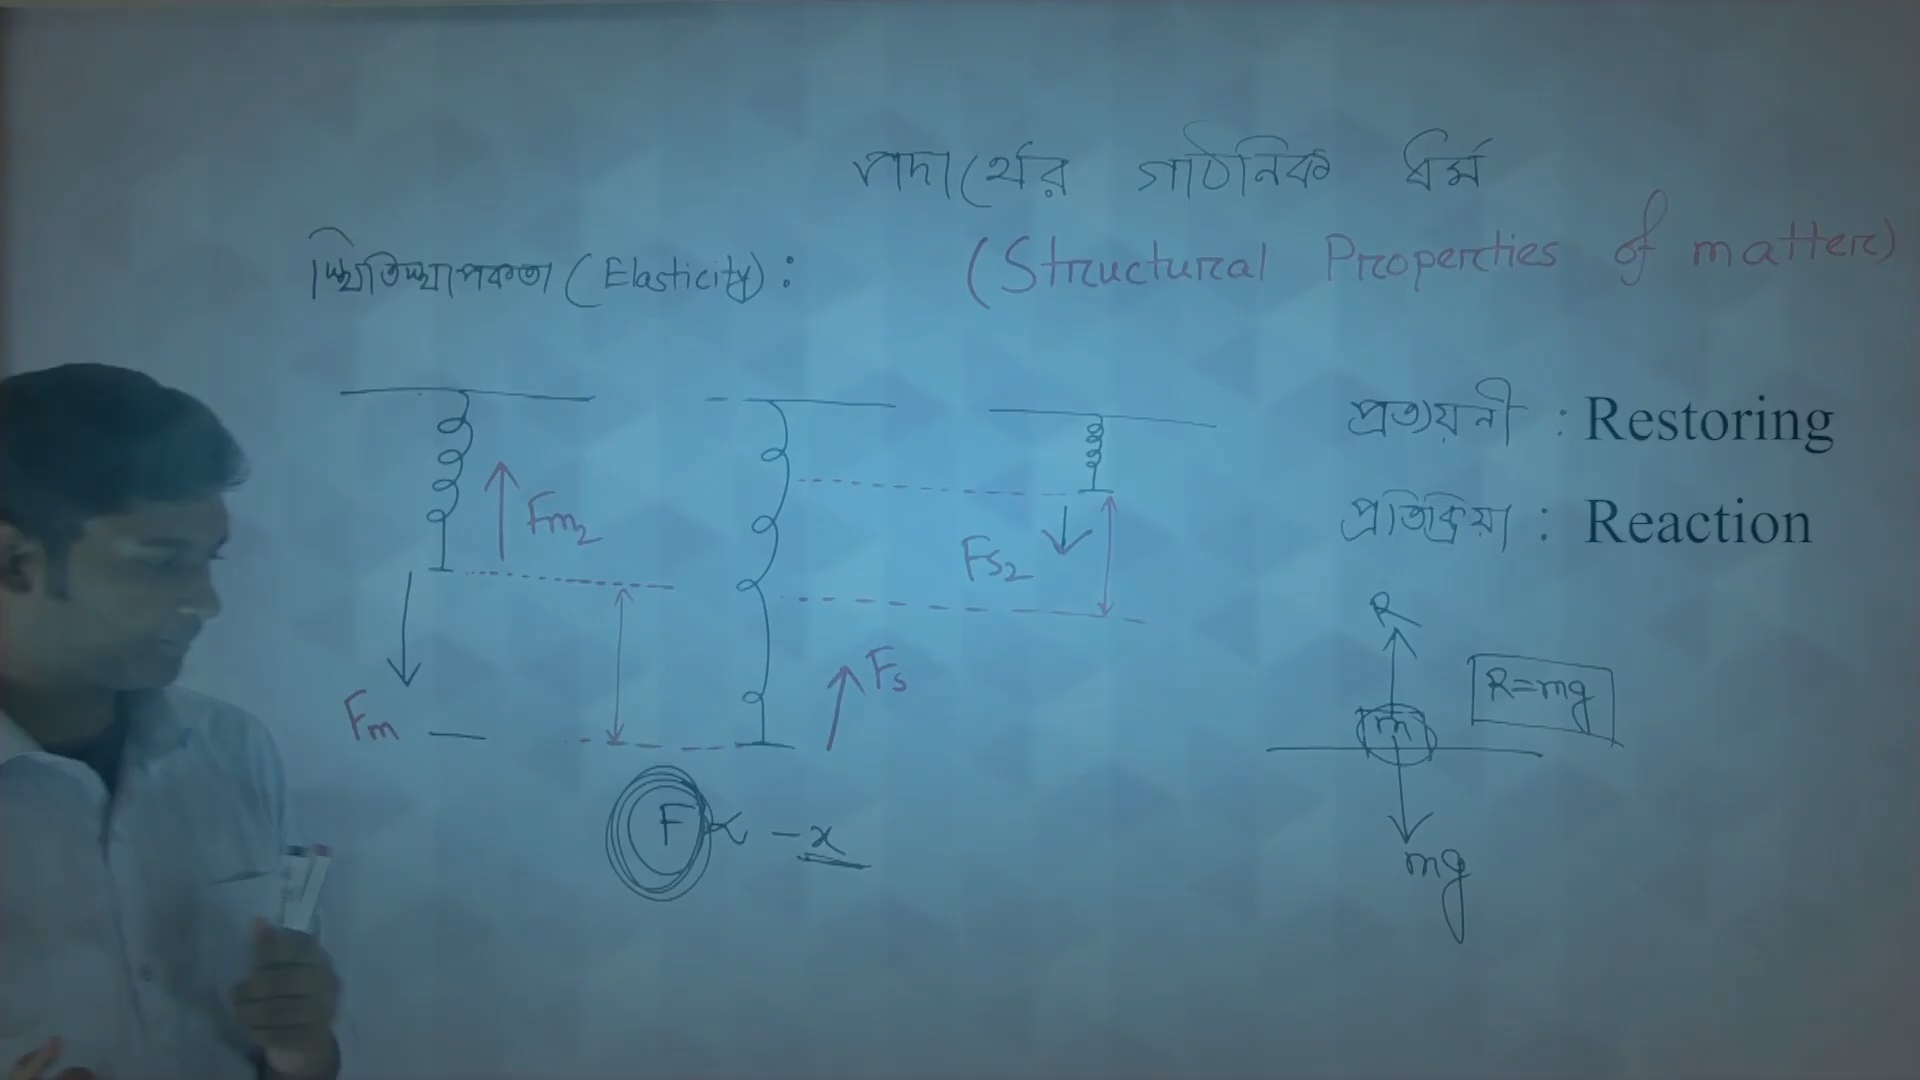 পদার্থের গাঠনিক ধর্ম
(Structural Properties of matter)
স্থিতিস্থাপকতা (Elasticity) :
প্রত্যয়নী : Restoring
প্রতিক্রিয়া : Reaction
Fm2
Fs2
Fm
Fs
F ∝ -x
R
R=mg
m
mg